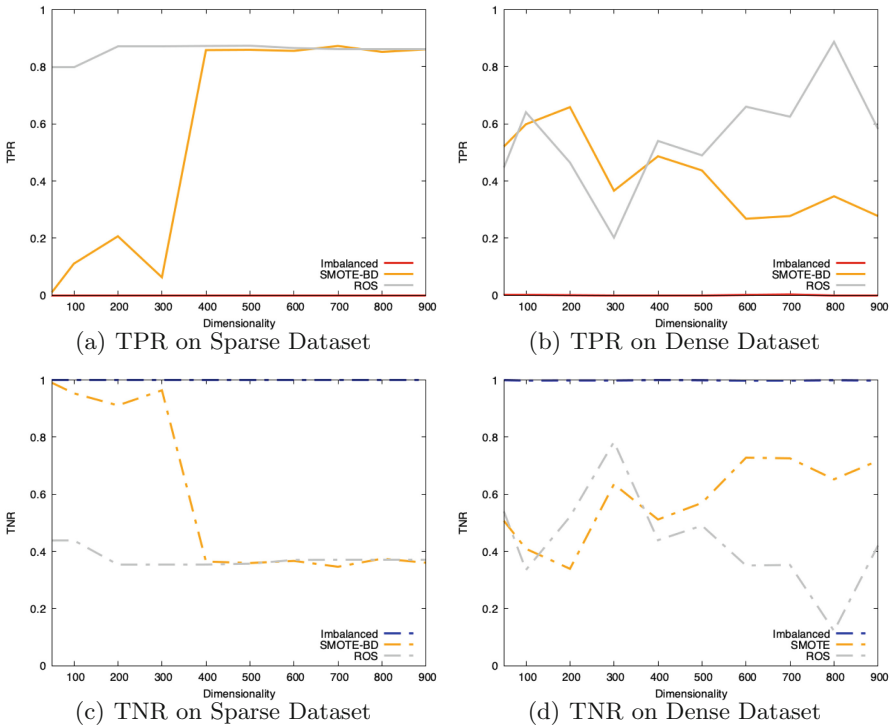 1
0.8
0.6
0.4
0.2
0
TPR
Imbalanced
SMOTE-BD
ROS
100 200 300 400 500 600 700 800 900
Dimensionality
(a) TPR on Sparse Dataset
1
0.8
0.6
0.4
0.2
0
TPR
Imbalanced
SMOTE-BD
ROS
100 200 300 400 500 600 700 800 900
Dimensionality
(b) TPR on Dense Dataset
1
0.8
0.6
0.4
0.2
0
TNR
Imbalanced
SMOTE-BD
ROS
100 200 300 400 500 600 700 800 900
Dimensionality
(c) TNR on Sparse Dataset
1
0.8
0.6
0.4
0.2
0
TNR
Imbalanced
SMOTE
ROS
100 200 300 400 500 600 700 800 900
Dimensionality
(d) TNR on Dense Dataset